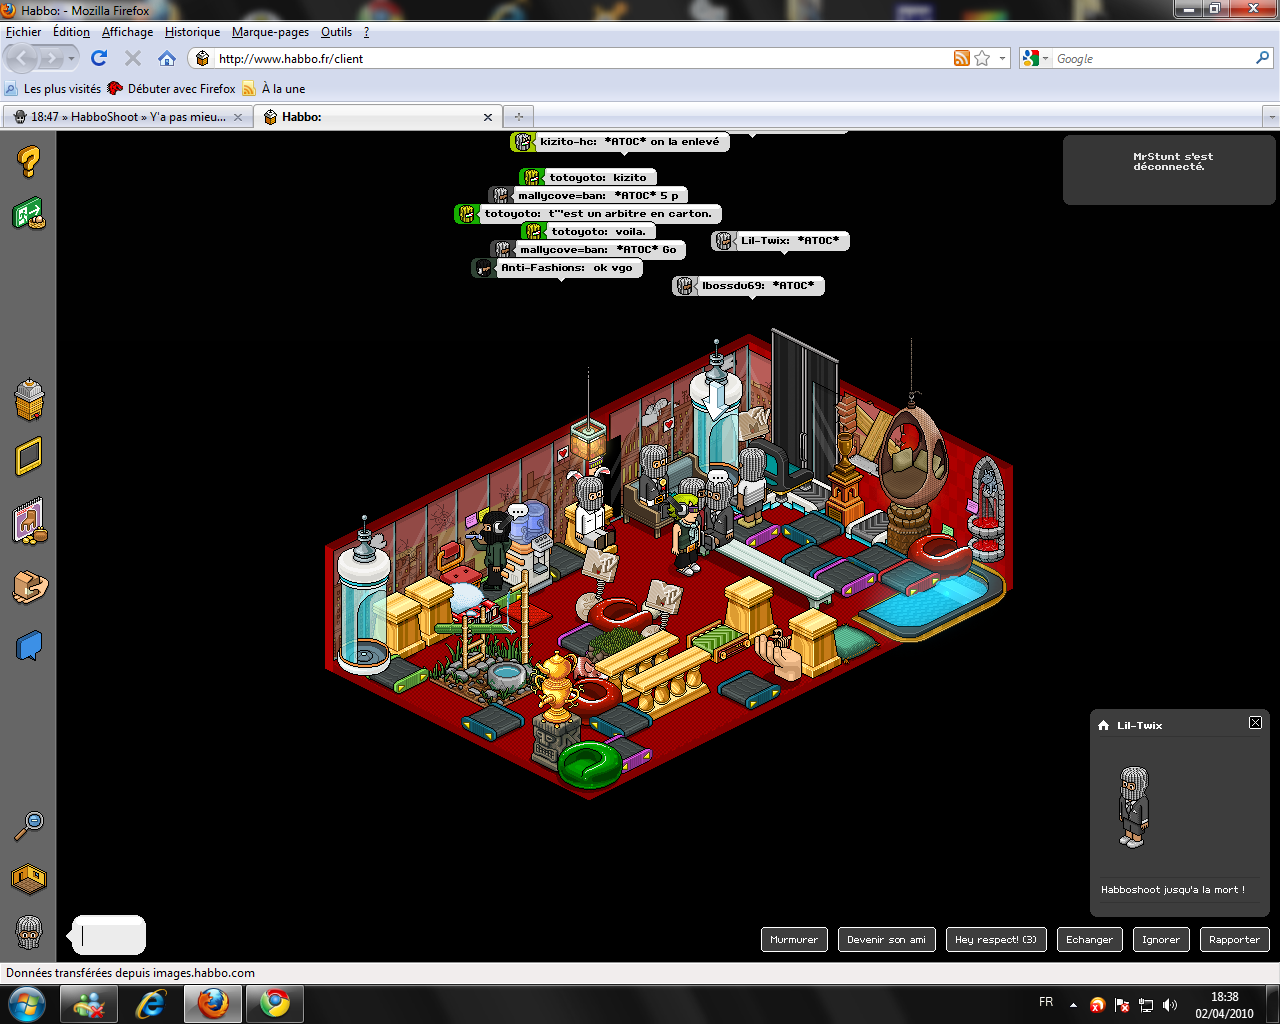 Habbo: - Mozilla Firefox
Fichier Édition Affichage Historique Marque-pages Outils ?
http://www.habbo.fr/client
Google
Les plus visités Débuter avec Firefox À la une
18:47 » HabboShoot » Y'a pas mieu...
Habbo:
kizito-hc: *ATOC* on la enlevé
totoyoto: kizito
mallycove=ban: *ATOC* 5 p
totoyoto: t'"est un arbitre en carton.
totoyoto: voila.
Lil-Twix: *ATOC*
mallycove=ban: *ATOC* Go
Anti-Fashions: ok vgo
lbossdu69: *ATOC*
MrStunt s'est
déconnecté.
MTV
MTV
MTV
Lil-Twix
Habboshoot jusqu'a la mort !
Murmurer
Devenir son ami
Hey respect! (3)
Echanger
Ignorer
Rapporter
Données transférées depuis images.habbo.com
FR
18:38
02/04/2010